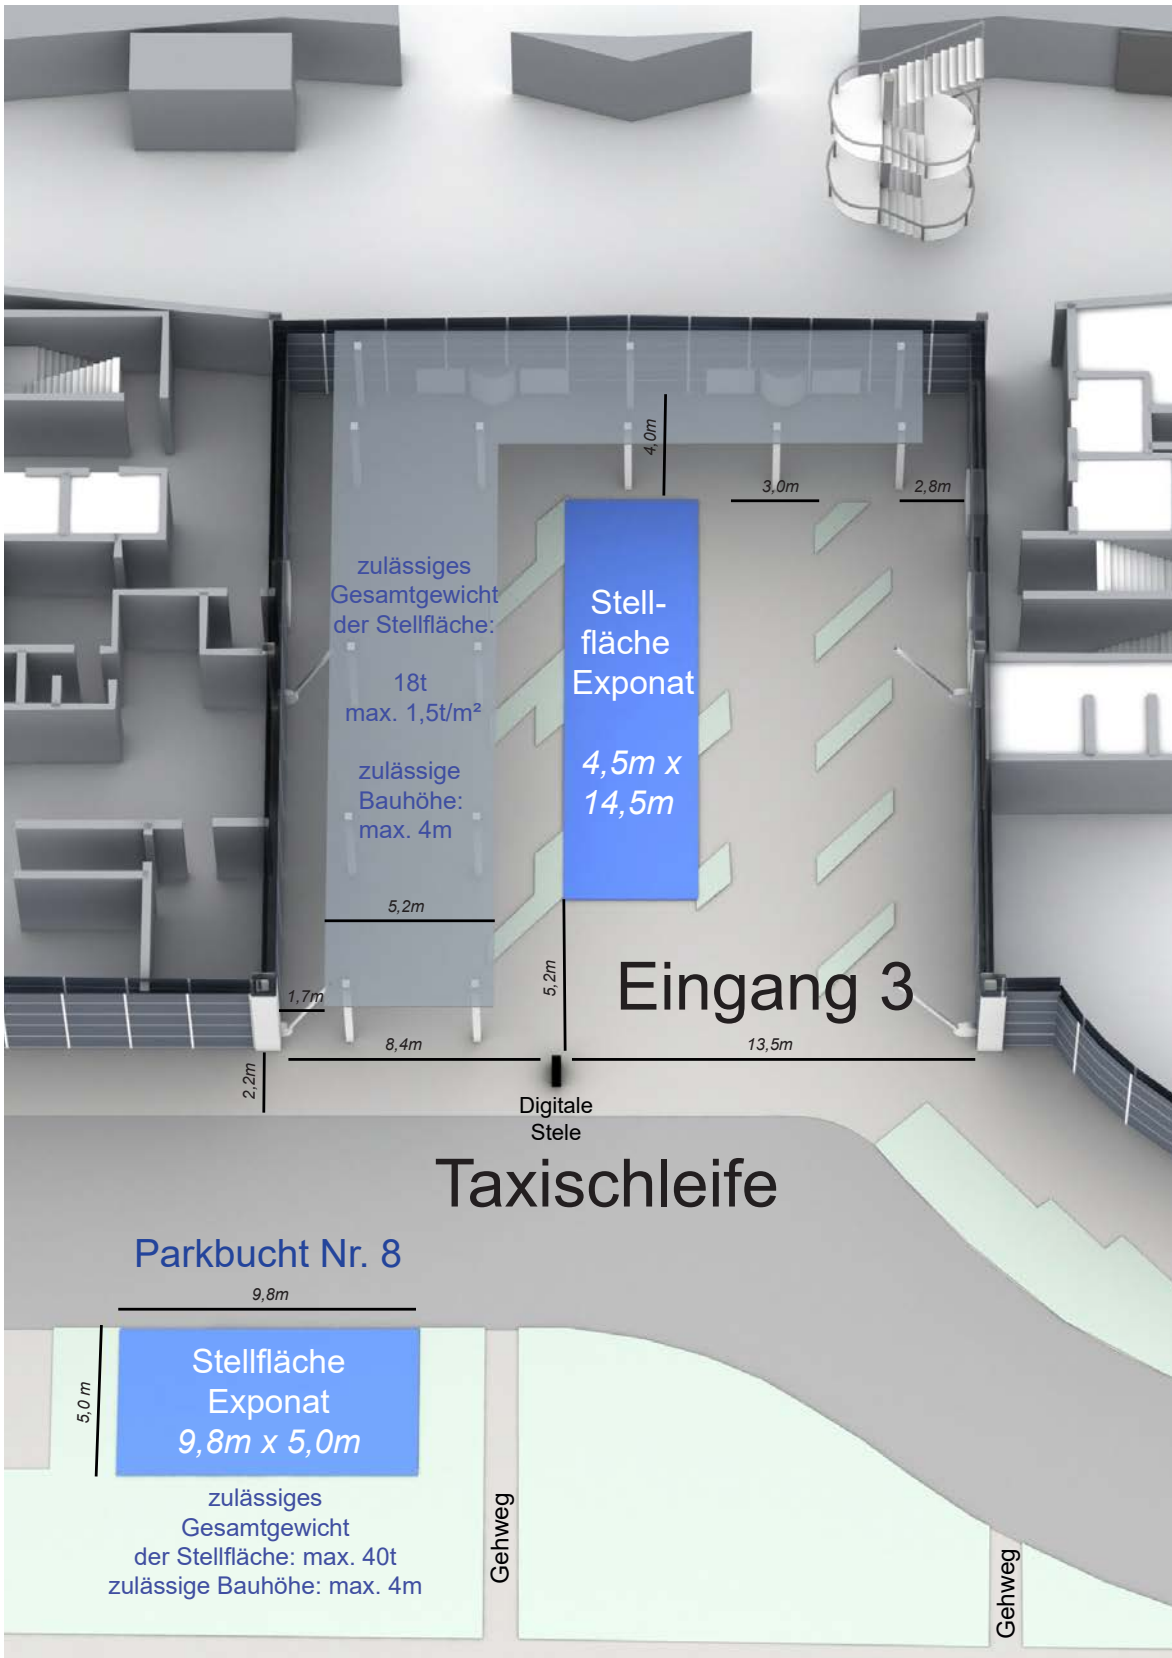 4,0m
3,0m
2,8m
zulässiges
Gesamtgewicht
der Stellfläche:
18t
max. 1,5t/m²
zulässige
Bauhöhe:
max. 4m
Stell-
fläche
Exponat
4,5m x
14,5m
5,2m
5,2m
Eingang 3
1,7m
8,4m
13,5m
2,2m
Digitale
Stele
Taxischleife
Parkbucht Nr. 8
9,8m
5,0 m
Stellfläche
Exponat
9,8m x 5,0m
zulässiges
Gesamtgewicht
der Stellfläche: max. 40t
zulässige Bauhöhe: max. 4m
Gehweg
Gehweg